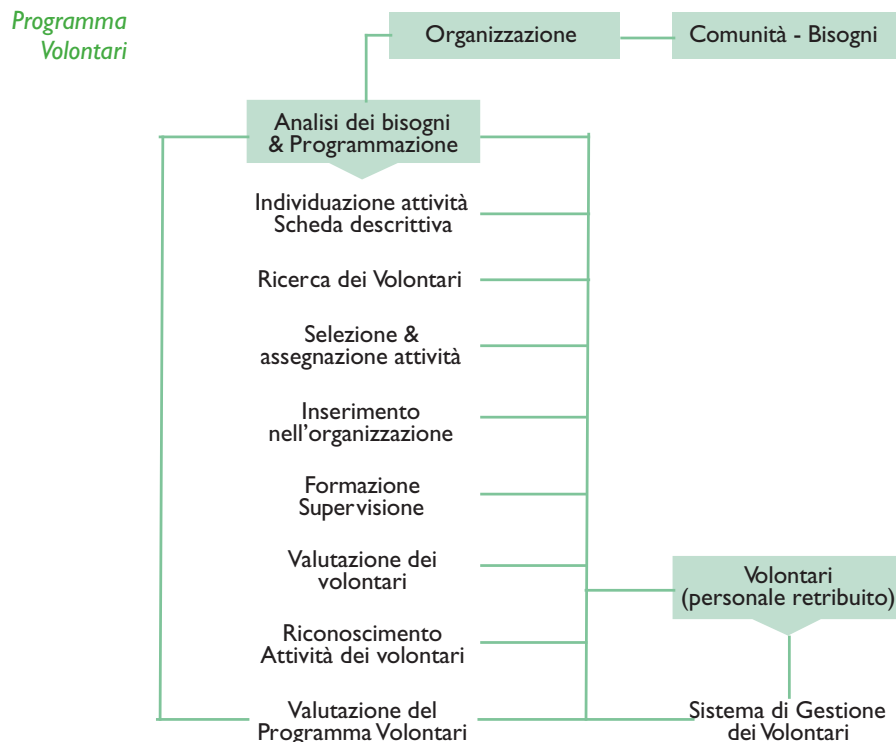 Programma
Volontari
Organizzazione
Comunità - Bisogni
Analisi dei bisogni
& Programmazione
Individuazione attività
Scheda descrittiva
Ricerca dei Volontari
Selezione &
assegnazione attività
Inserimento
nell'organizzazione
Formazione
Supervisione
Valutazione dei
volontari
Volontari
(personale retribuito)
Riconoscimento
Attività dei volontari
Valutazione del
Programma Volontari
Sistema di Gestione
dei Volontari